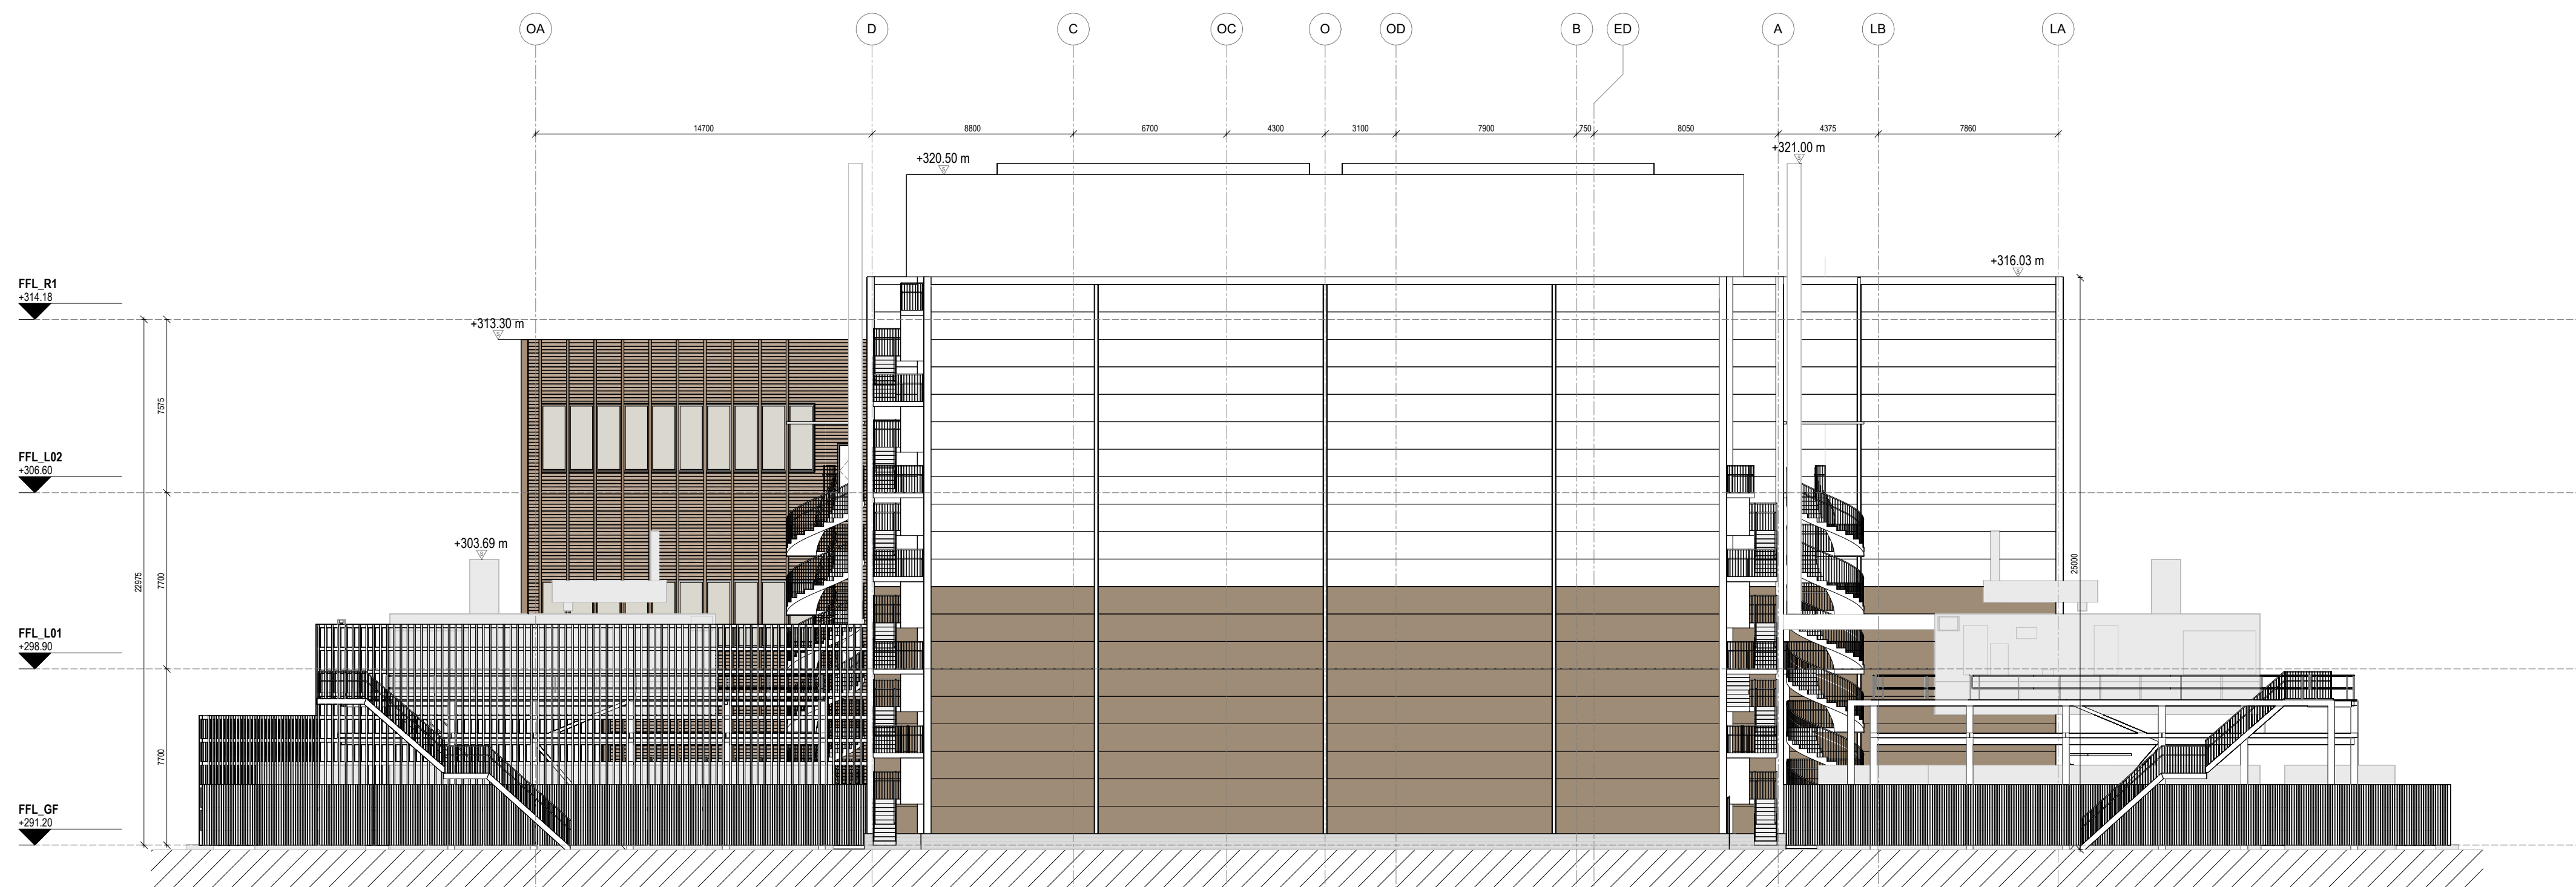 OA
D
C
OC
O
OD
B
ED
A
LB
LA
14700
8800
6700
4300
3100
7900
750
8050
4375
7860
+320.50 m
+321.00 m
+316.03 m
FFL_R1
+314.18
+313.30 m
7575
FFL_L02
+306.60
+303.69 m
22975
7700
25000
FFL_L01
+298.90
7700
FFL_GF
+291.20